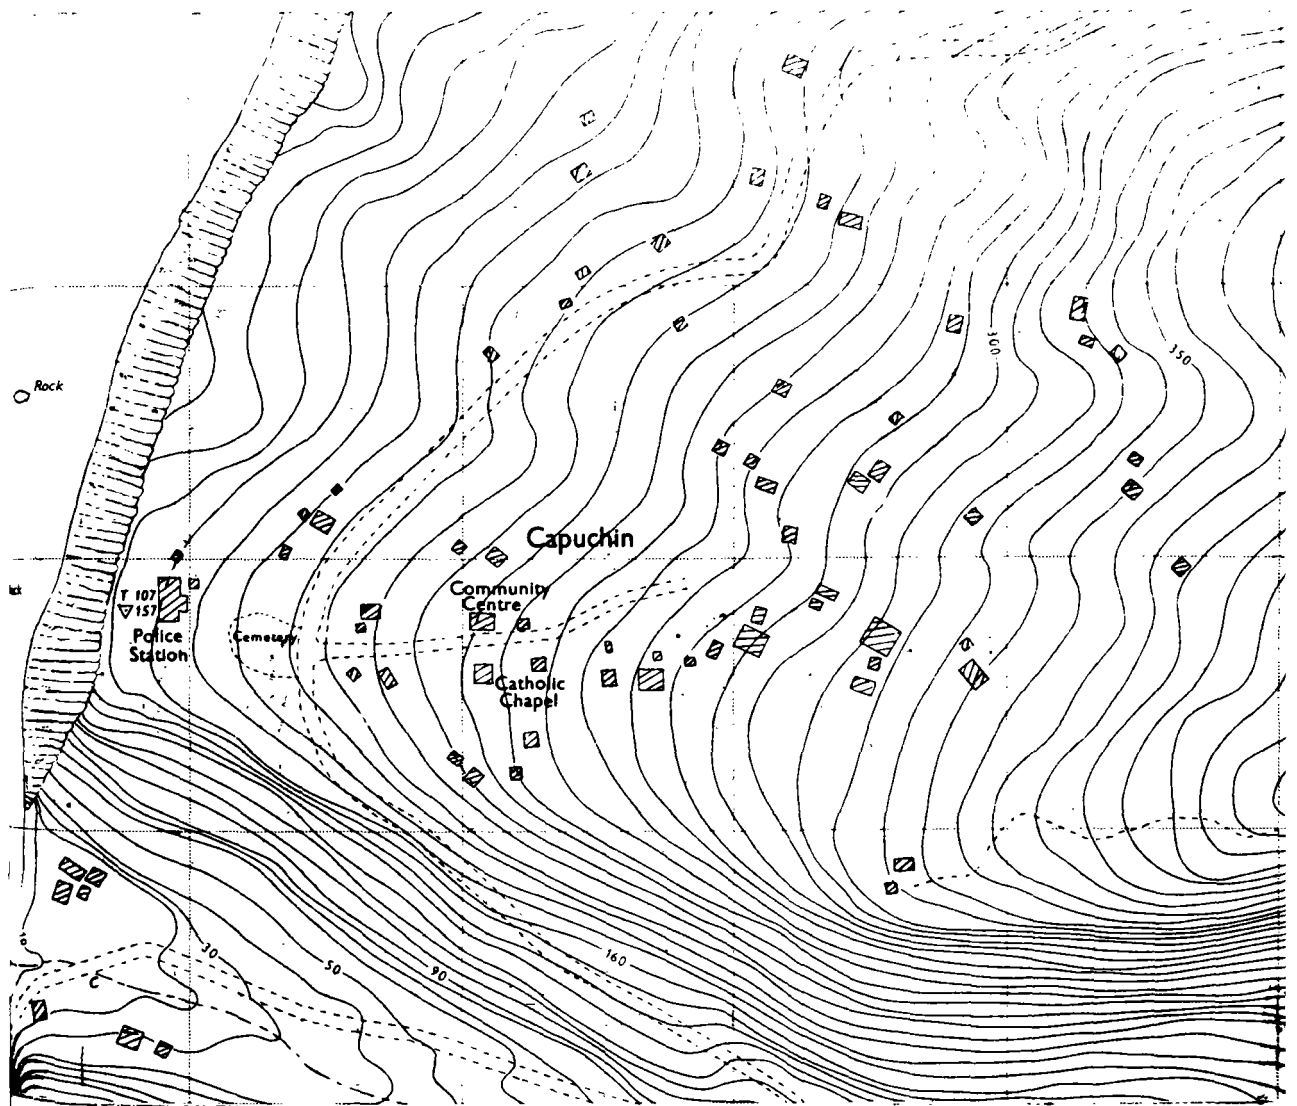 300
350
Rock
Capuchin
Community
Centre
T 107
157
Police
Station
Cemetery
Catholic
Chapel
10
30
50
90
160
C